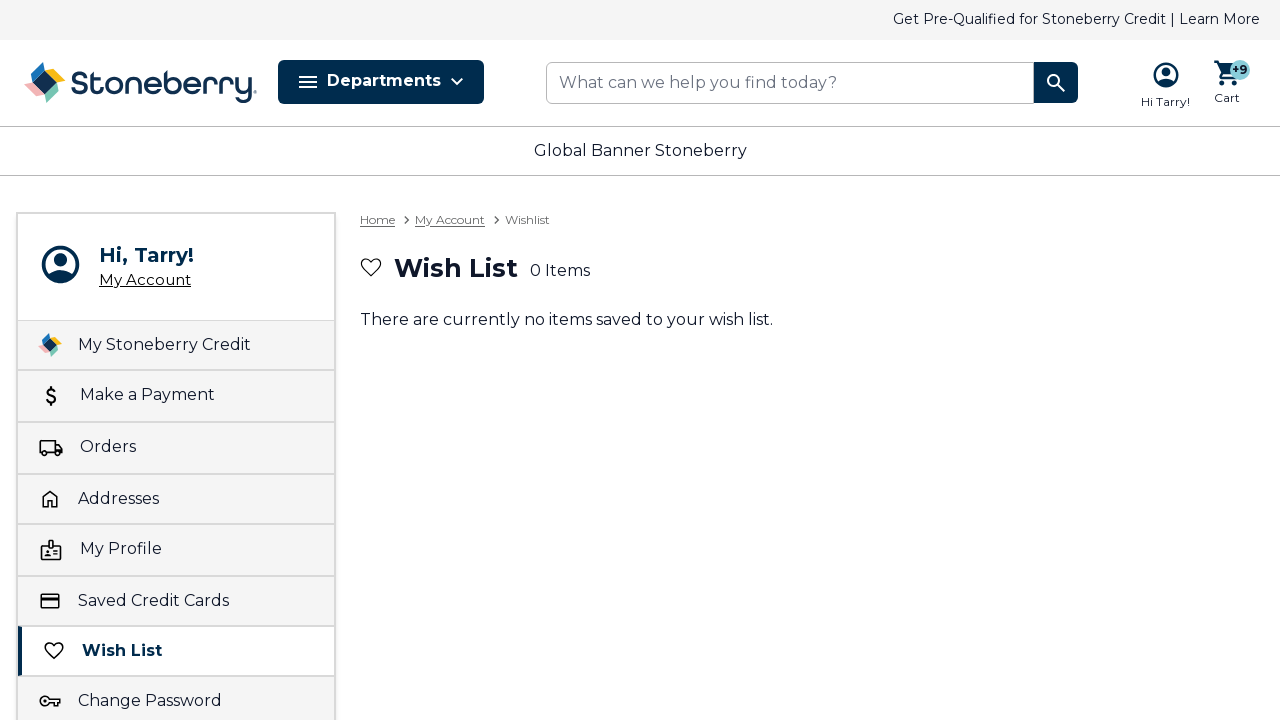 Get Pre-Qualified for Stoneberry Credit | Learn More
Stoneberry
Departments
What can we help you find today?
Hi Tarry!
+9
Cart
Global Banner Stoneberry
Hi, Tarry!
My Account
My Stoneberry Credit
Make a Payment
Orders
Addresses
My Profile
Saved Credit Cards
Wish List
Change Password
Home > My Account > Wishlist
Wish List 0 Items
There are currently no items saved to your wish list.